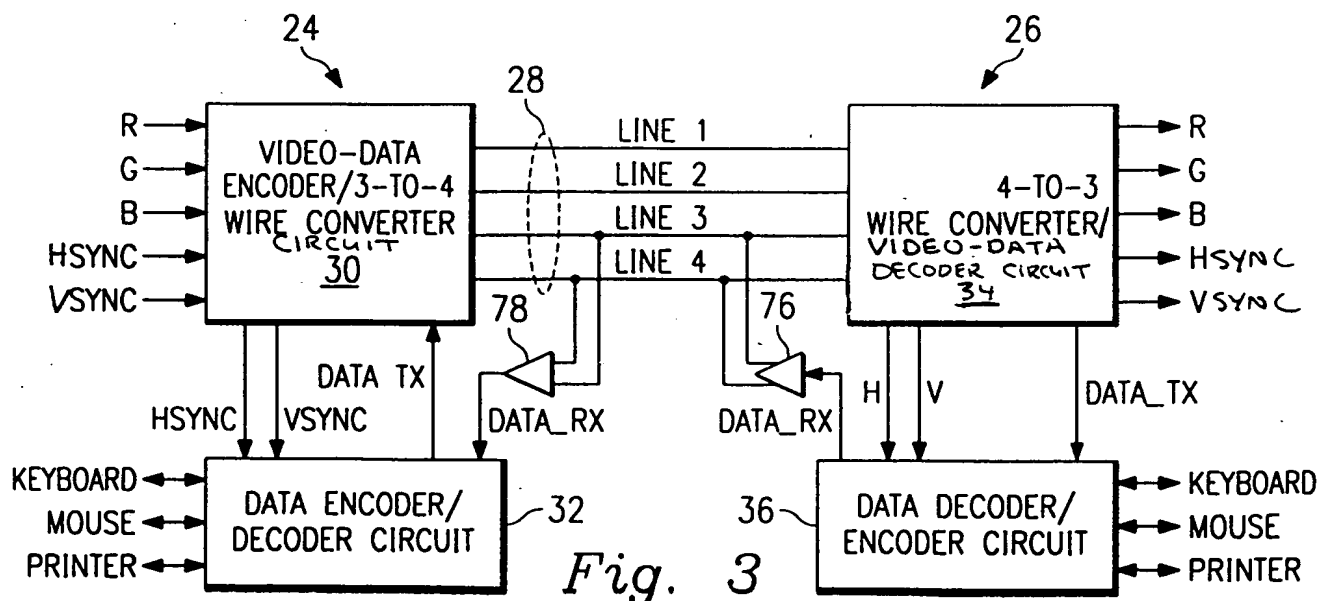 24
26
28
R
G
B
HSYNC
VSYNC
VIDEO-DATA
ENCODER/3-TO-4
WIRE CONVERTER
CIRCUIT
30
LINE 1
LINE 2
LINE 3
LINE 4
4-TO-3
WIRE CONVERTER/
VIDEO-DATA
DECODER CIRCUIT
34
R
G
B
HSYNC
VSYNC
78
76
HSYNC
VSYNC
DATA TX
DATA_RX
DATA_RX
H
V
DATA_TX
KEYBOARD
MOUSE
PRINTER
DATA ENCODER/
DECODER CIRCUIT
32
36
DATA DECODER/
ENCODER CIRCUIT
KEYBOARD
MOUSE
PRINTER
Fig. 3